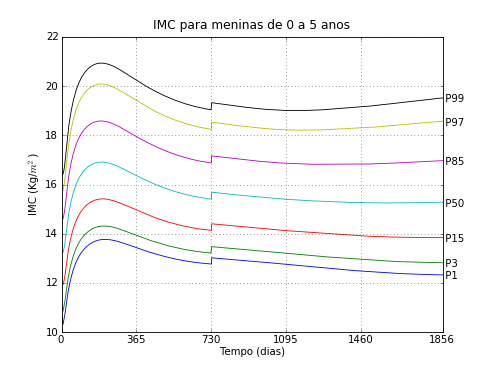 IMC para meninas de 0 a 5 anos
IMC (Kg/m²)
22
20
18
16
14
12
10
P99
P97
P85
P50
P15
P3
P1
0 365 730 1095 1460 1856
Tempo (dias)